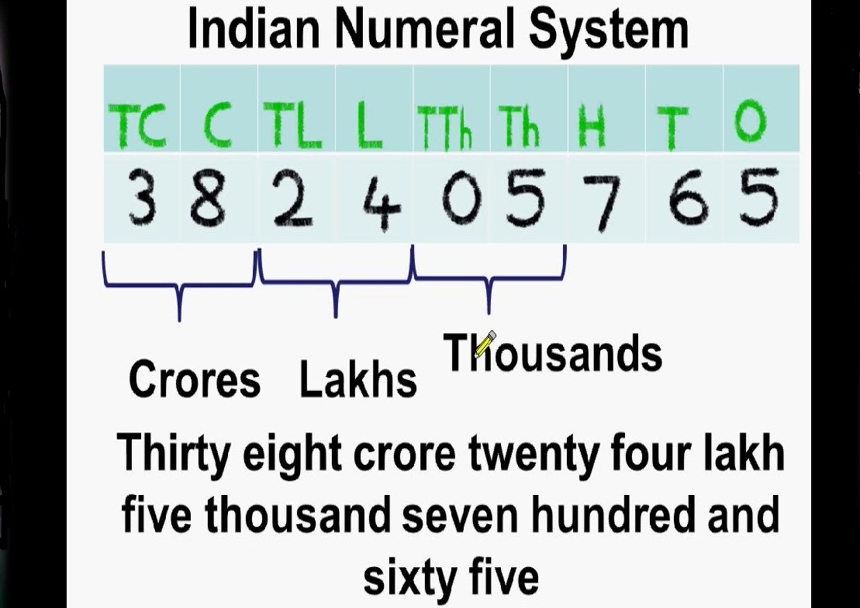 Indian Numeral System
TC C TL L TTh Th H T O
3 8 2 4 0 5 7 6 5
Crores Lakhs Thousands
Thirty eight crore twenty four lakh
five thousand seven hundred and
sixty five